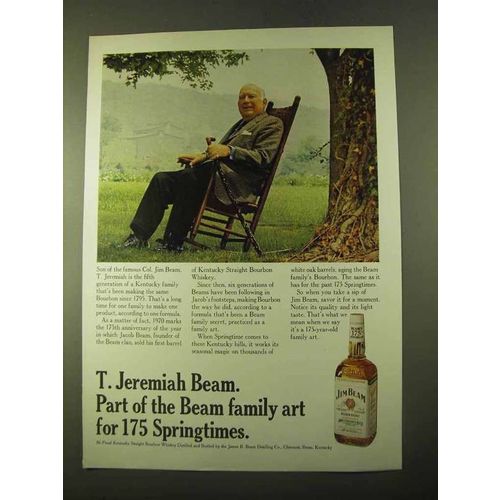 Son of the famous Col. Jim Beam,
T. Jeremiah is the fifth
generation of a Kentucky family
that's been making the same
Bourbon since 1795. That's a long
time for one family to make one
product, according to one formula.
As a matter of fact, 1970 marks
the 175th anniversary of the year
in which Jacob Beam, founder of
the Beam clan, sold his first barrel
of Kentucky Straight Bourbon
Whiskey.
Since then, six generations of
Beams have been following in
Jacob's footsteps, making Bourbon
the way he did, according to a
formula that's been a Beam
family secret, practiced as a
family art.
When Springtime comes to
these Kentucky hills, it works its
seasonal magic on thousands of
white oak barrels, aging the Beam
family's Bourbon. The same as it
has for the past 175 Springtimes.
So when you take a sip of
Jim Beam, savor it for a moment.
Notice its quality and its light
taste. That's what we
mean when we say
it's a 175-year-old
family art.
T. Jeremiah Beam.
Part of the Beam family art
for 175 Springtimes.
86 Proof Kentucky Straight Bourbon Whiskey Distilled and Bottled by the James B. Beam Distilling Co., Clermont, Beam, Kentucky
175
JIM BEAM